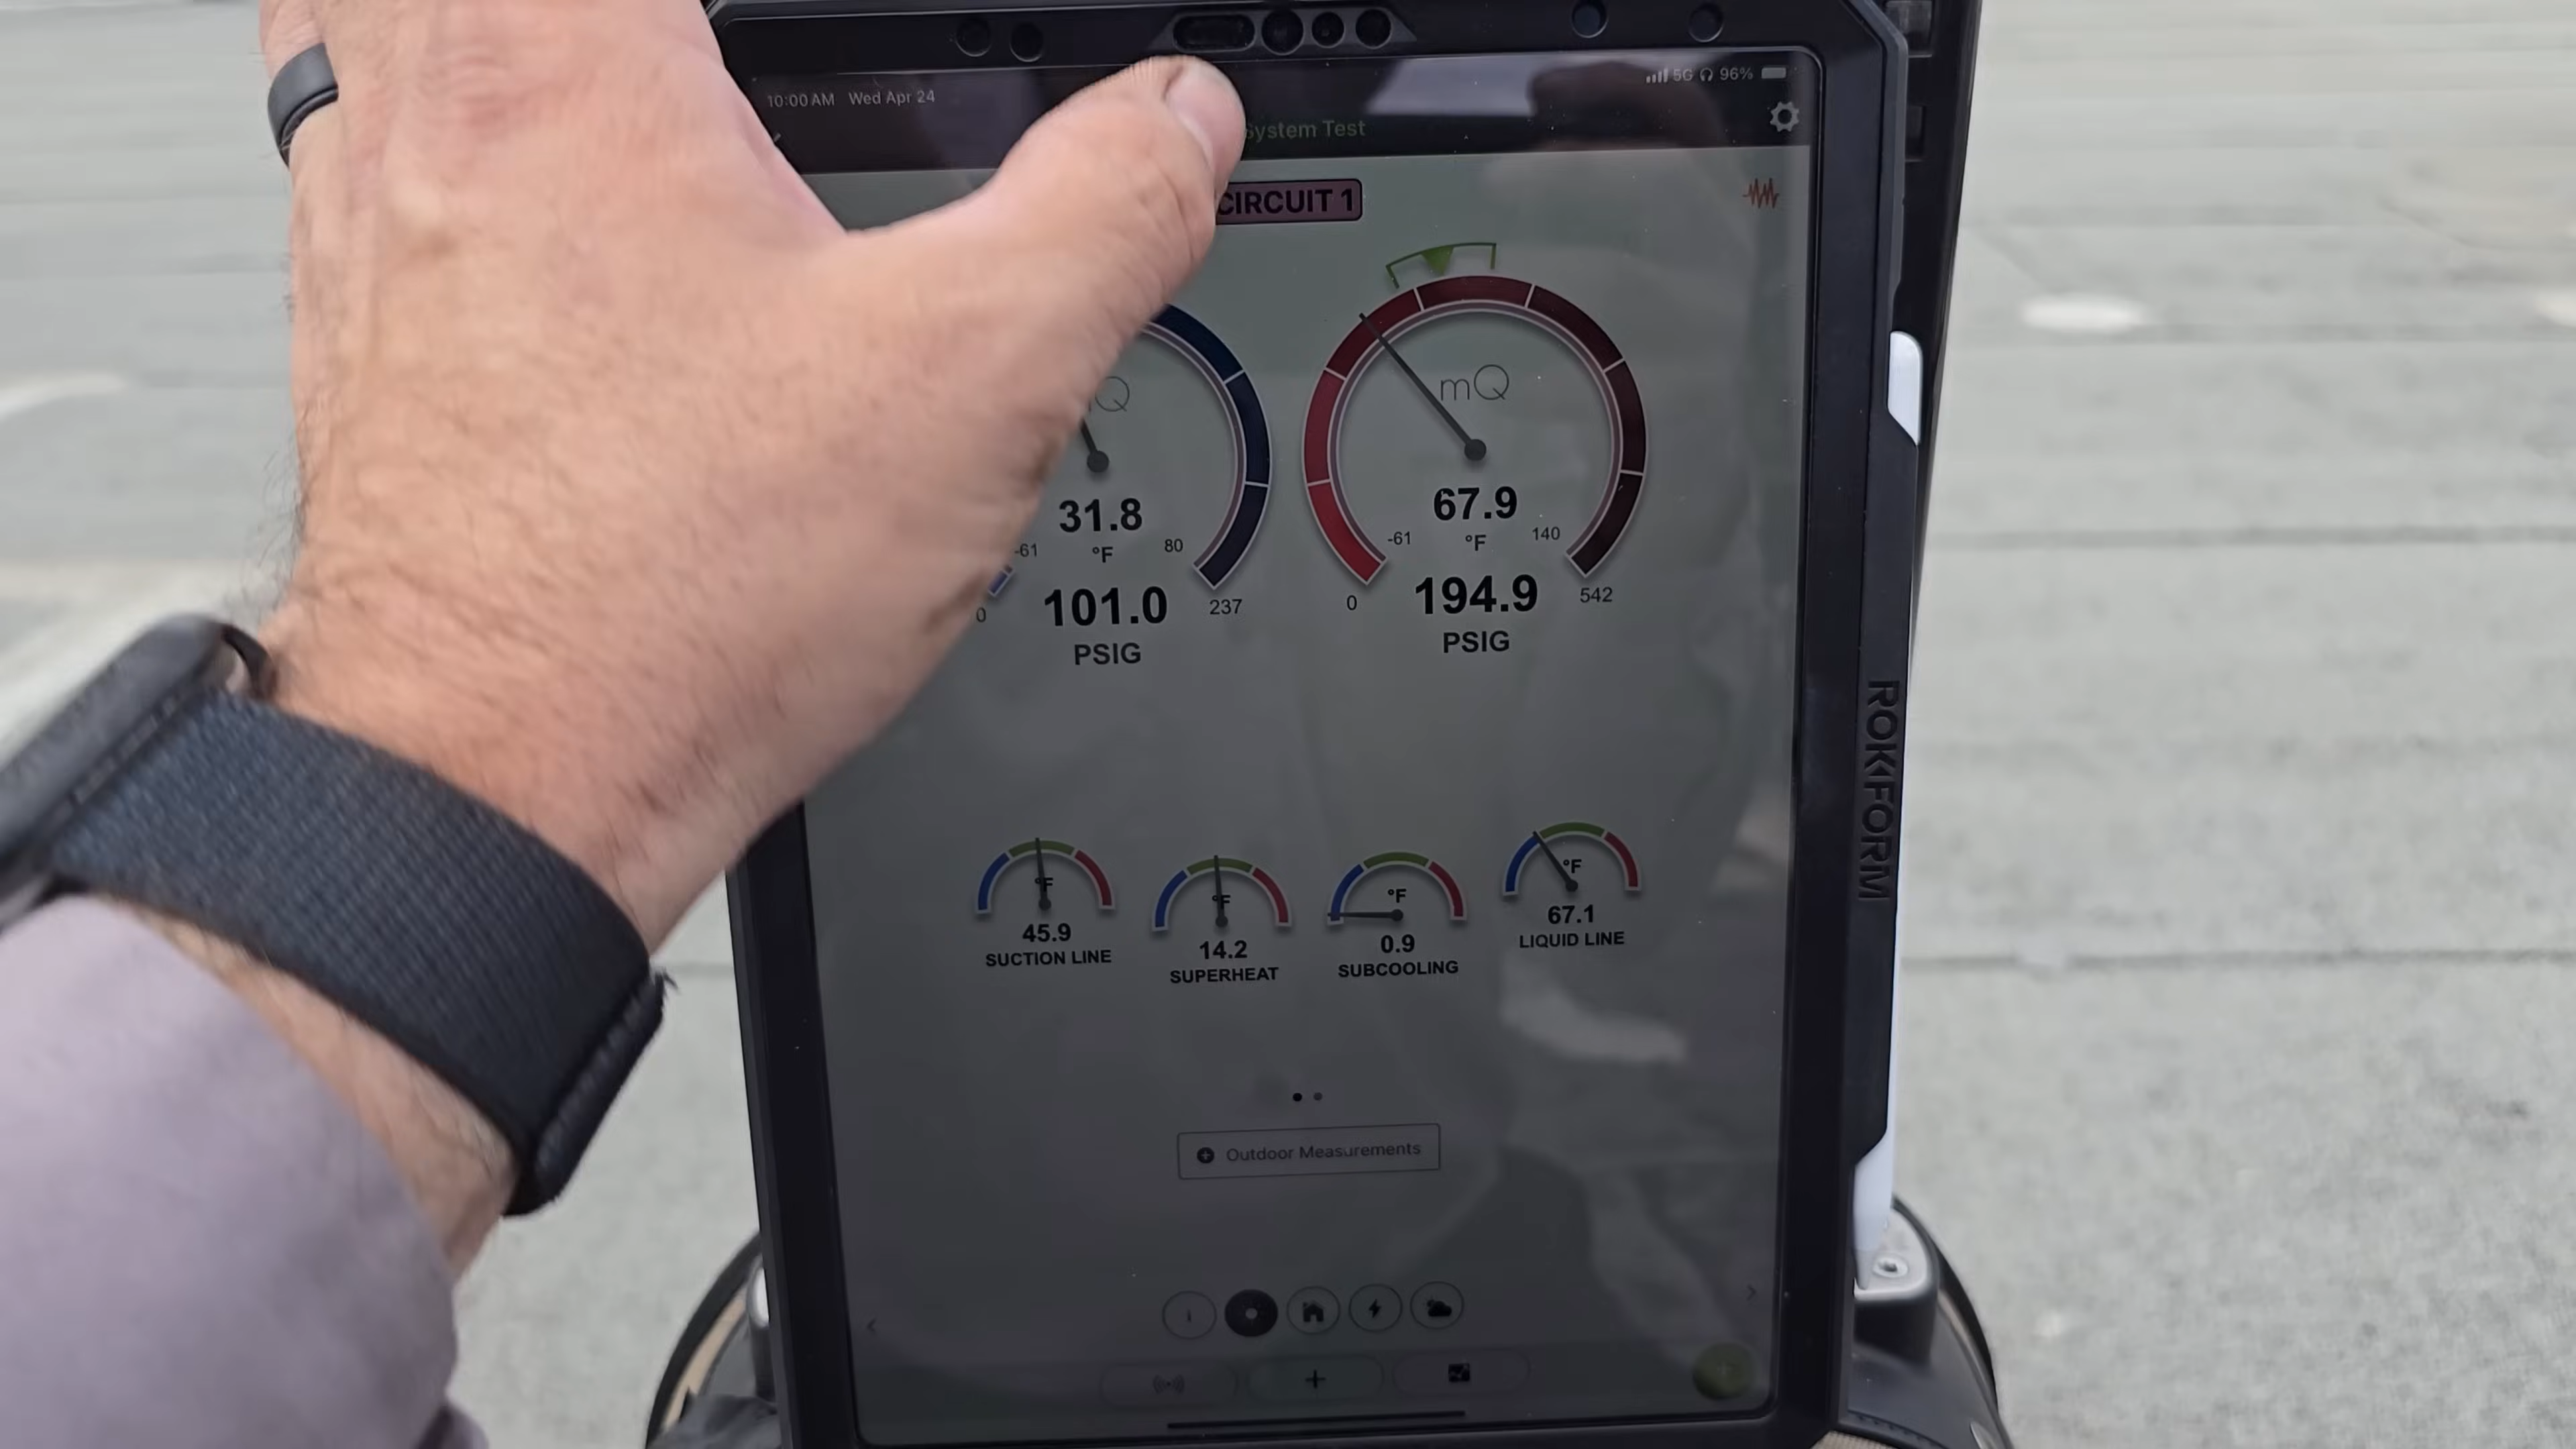 10:00 AM Wed Apr 24
5G 96%
System Test
CIRCUIT 1
mQ
31.8
°F
-61
80
101.0
0
237
PSIG
mQ
67.9
°F
-61
140
194.9
0
542
PSIG
°F
45.9
SUCTION LINE
°F
14.2
SUPERHEAT
°F
0.9
SUBCOOLING
°F
67.1
LIQUID LINE
Outdoor Measurements
ROKFORM